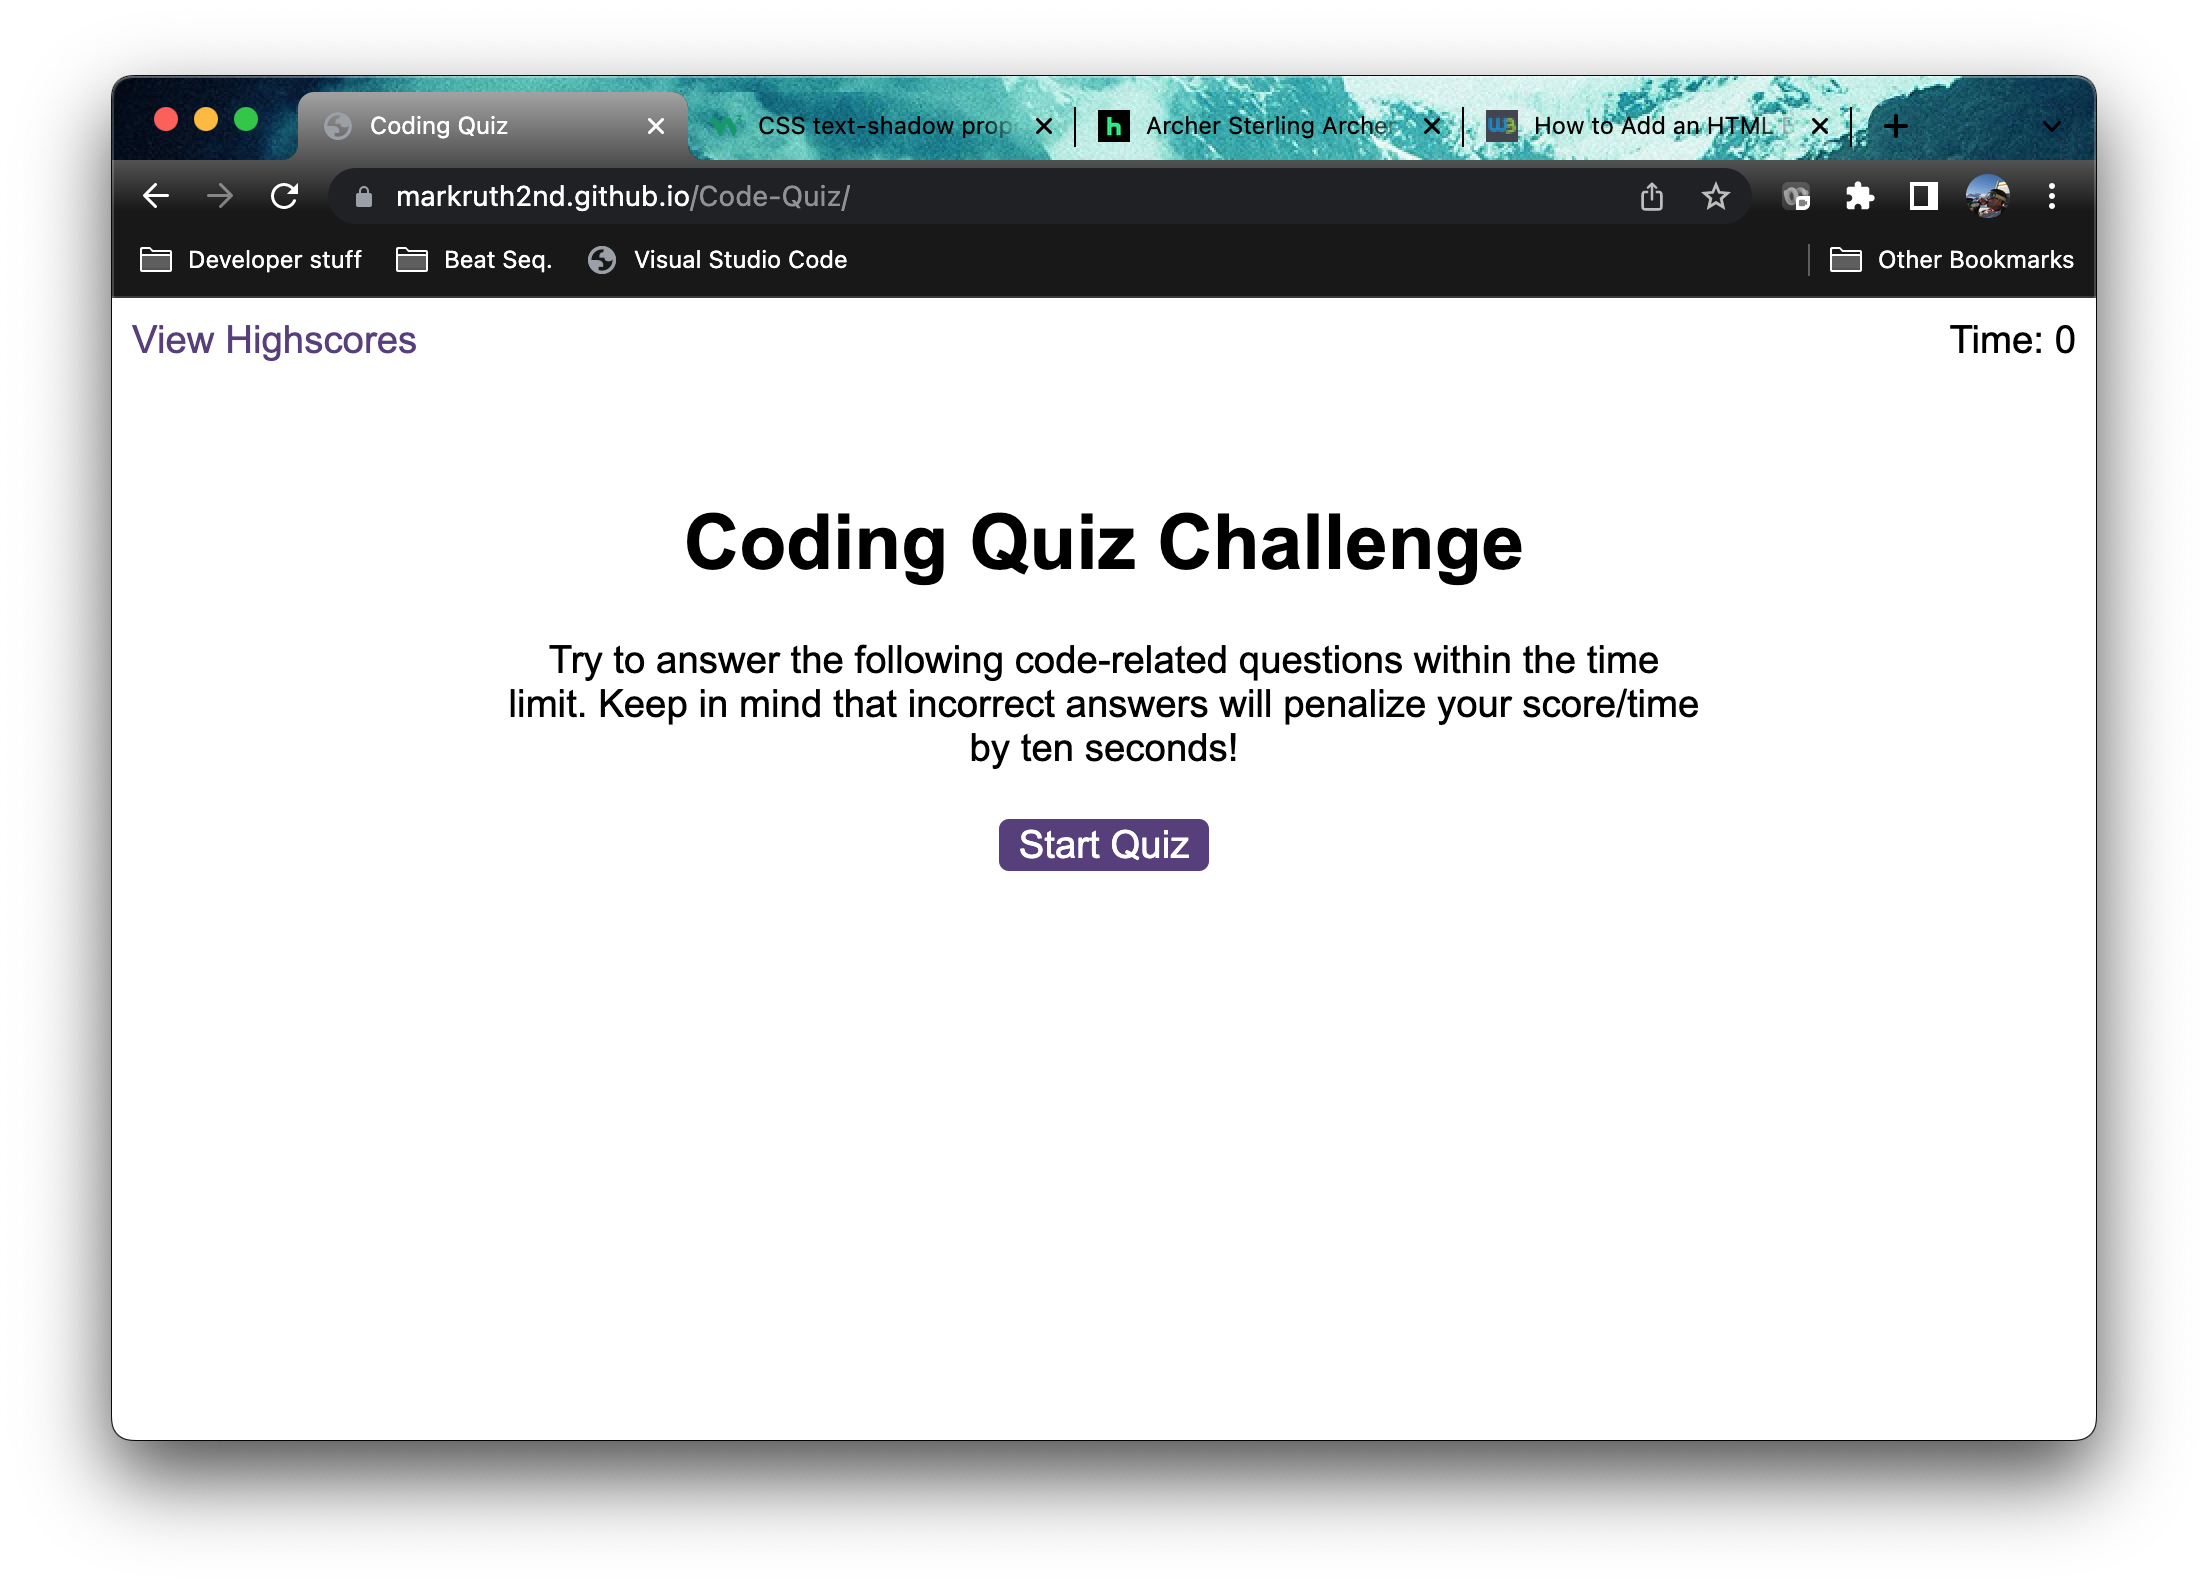 Coding Quiz
CSS text-shadow prop
Archer Sterling Archer
How to Add an HTML
markruth2nd.github.io/Code-Quiz/
Developer stuff
Beat Seq.
Visual Studio Code
Other Bookmarks
View Highscores
Time: 0
Coding Quiz Challenge
Try to answer the following code-related questions within the time
limit. Keep in mind that incorrect answers will penalize your score/time
by ten seconds!
Start Quiz